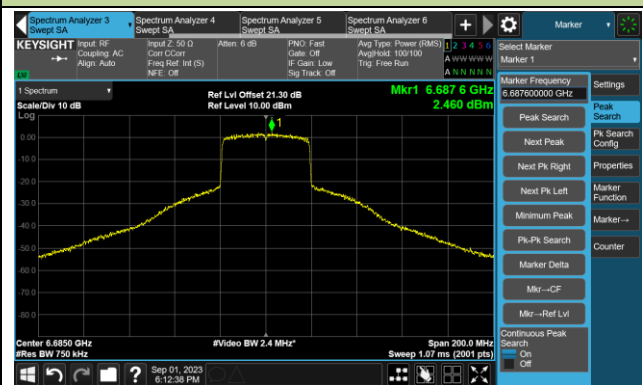 Spectrum Analyzer 3
Swept SA
Spectrum Analyzer 4
Swept SA
Spectrum Analyzer 5
Swept SA
Spectrum Analyzer 6
Swept SA
+
Marker
KEYSIGHT
Input: RF
Coupling: AC
Align: Auto
Input Z: 50 Ω
Corr CCorr
Freq Ref: Int (S)
NFE: Off
Atten: 6 dB
PNO: Fast
Gate: Off
IF Gain: Low
Sig Track: Off
Avg Type: Power (RMS)
Avg|Hold: 100/100
Trig: Free Run
1 2 3 4 5 6
A W W W W W
A N N N N N
LXI
Select Marker
Marker 1
1 Spectrum
Scale/Div 10 dB
Log
Ref Lvl Offset 21.30 dB
Ref Level 10.00 dBm
Mkr1 6.687 6 GHz
2.460 dBm
1
0.00
-10.0
-20.0
-30.0
-40.0
-50.0
-60.0
-70.0
-80.0
Center 6.6850 GHz
#Res BW 750 kHz
#Video BW 2.4 MHz*
Span 200.0 MHz
Sweep 1.07 ms (2001 pts)
Marker Frequency
6.687600000 GHz
Peak Search
Next Peak
Next Pk Right
Next Pk Left
Minimum Peak
Pk-Pk Search
Marker Delta
Mkr→CF
Mkr→Ref Lvl
Continuous Peak
Search
On
Off
Settings
Peak
Search
Pk Search
Config
Properties
Marker
Function
Marker→
Counter
?
Sep 01, 2023
6:12:38 PM